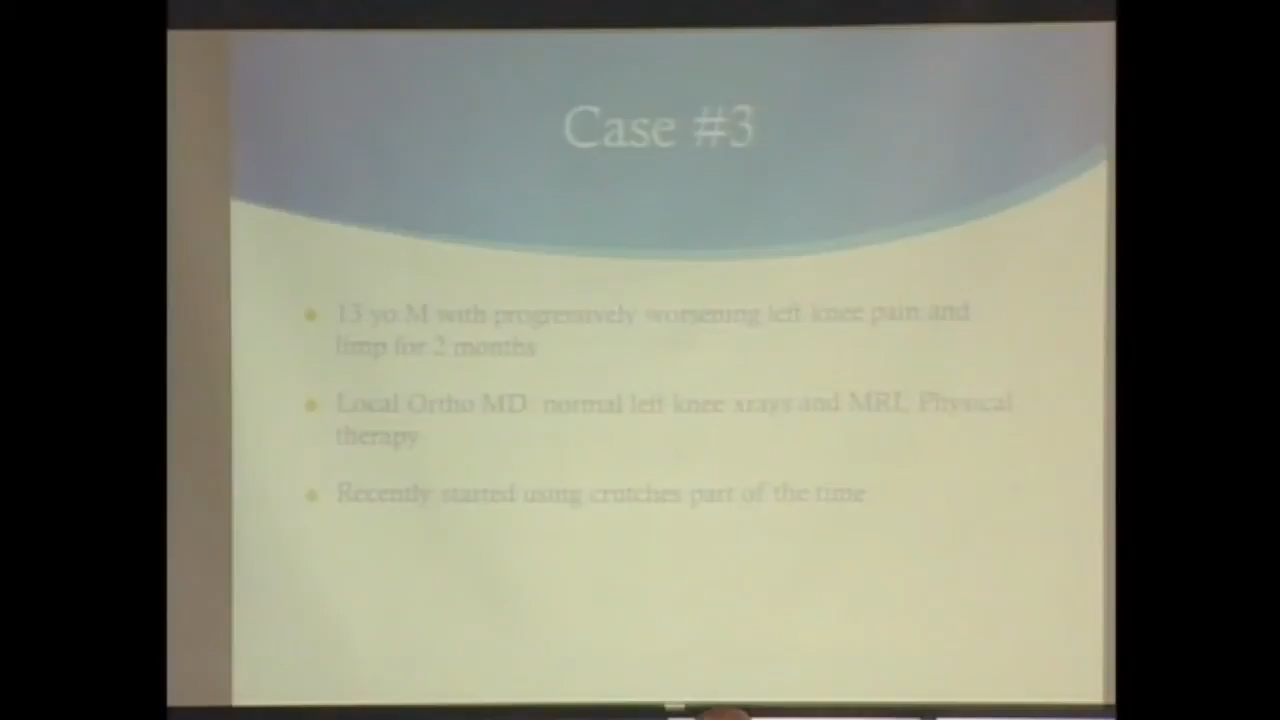 Case #3
13 yo M with progressively worsening left knee pain and
limp for 2 months
Local Ortho MD normal left knee xrays and MRI, Physical
therapy
Recently started using crutches part of the time